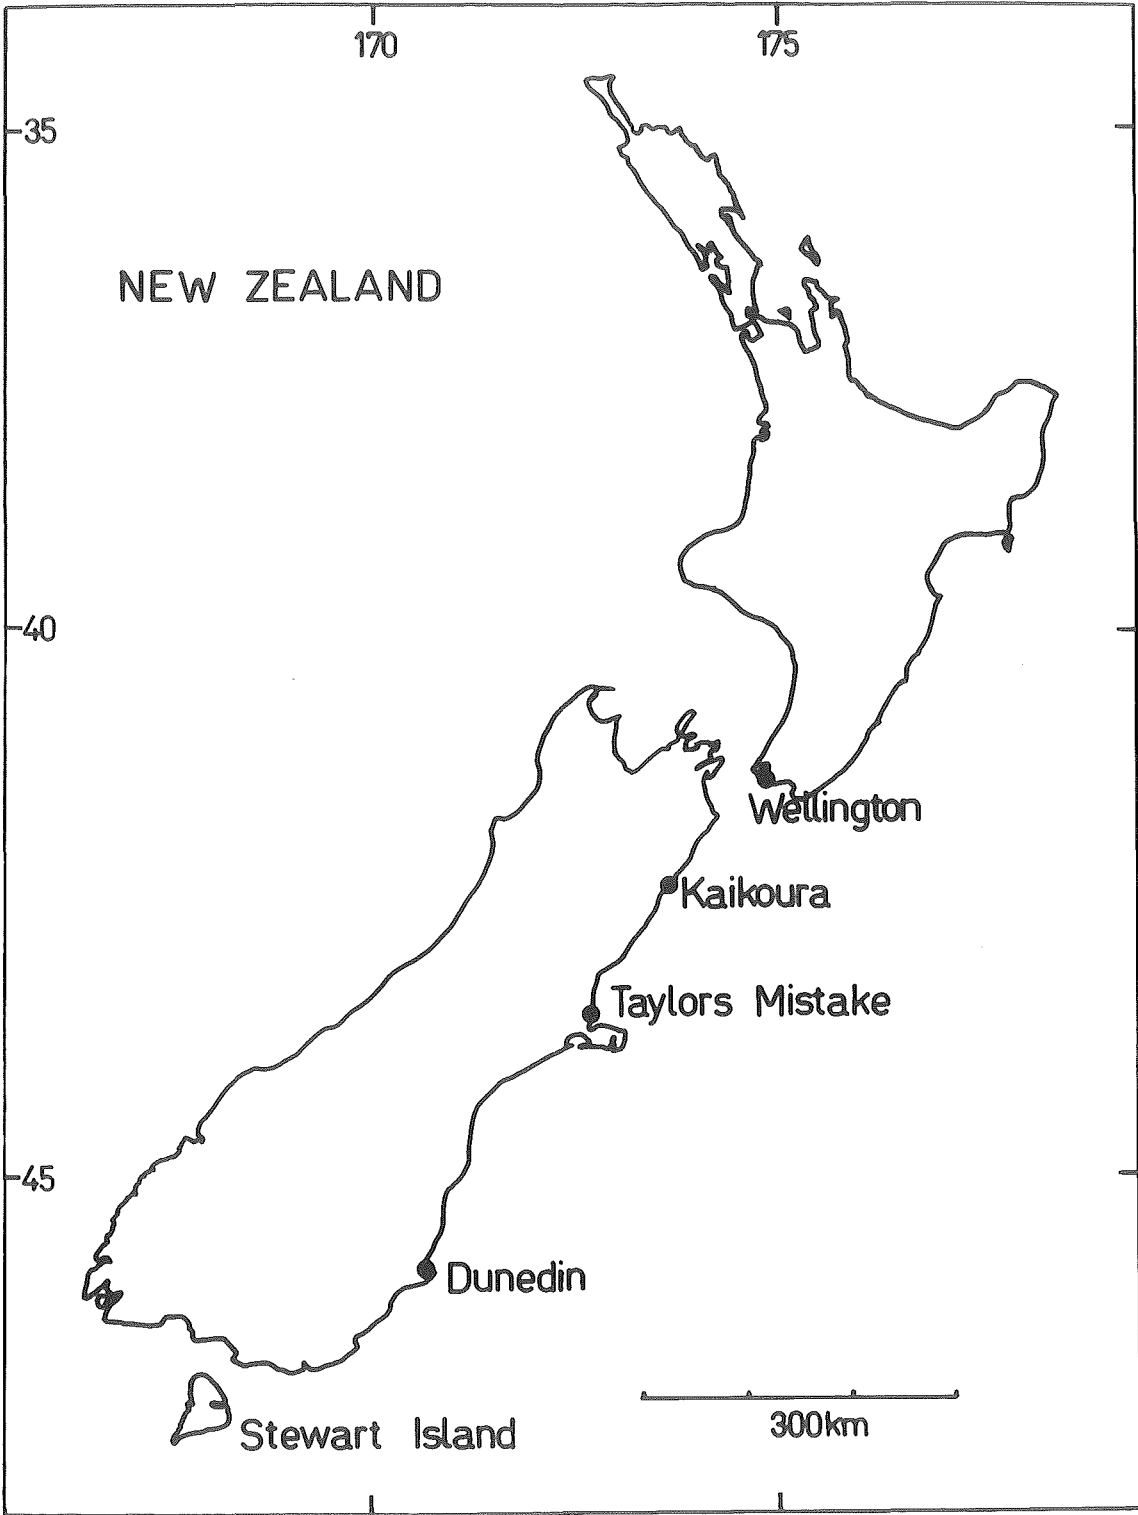 170
175
35
NEW ZEALAND
40
Wellington
Kaikoura
Taylors Mistake
45
Dunedin
300km
Stewart Island